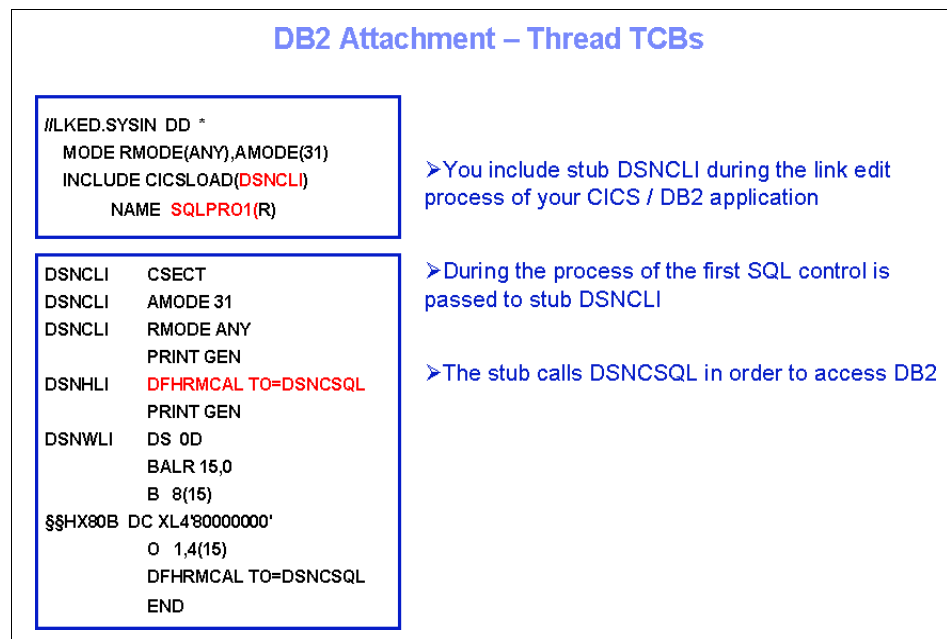 DB2 Attachment – Thread TCBs
//LKED.SYSIN DD *
MODE RMODE(ANY),AMODE(31)
INCLUDE CICSLOAD(DSNCLI)
NAME SQLPRO1(R)
➢You include stub DSNCLI during the link edit
process of your CICS / DB2 application
DSNCLI CSECT
DSNCLI AMODE 31
DSNCLI RMODE ANY
PRINT GEN
DSNHLI DFHRMCAL TO=DSNCSQL
PRINT GEN
DSNWLI DS 0D
BALR 15,0
B 8(15)
§§HX80B DC XL4'80000000'
O 1,4(15)
DFHRMCAL TO=DSNCSQL
END
➢During the process of the first SQL control is
passed to stub DSNCLI
➢The stub calls DSNCSQL in order to access DB2